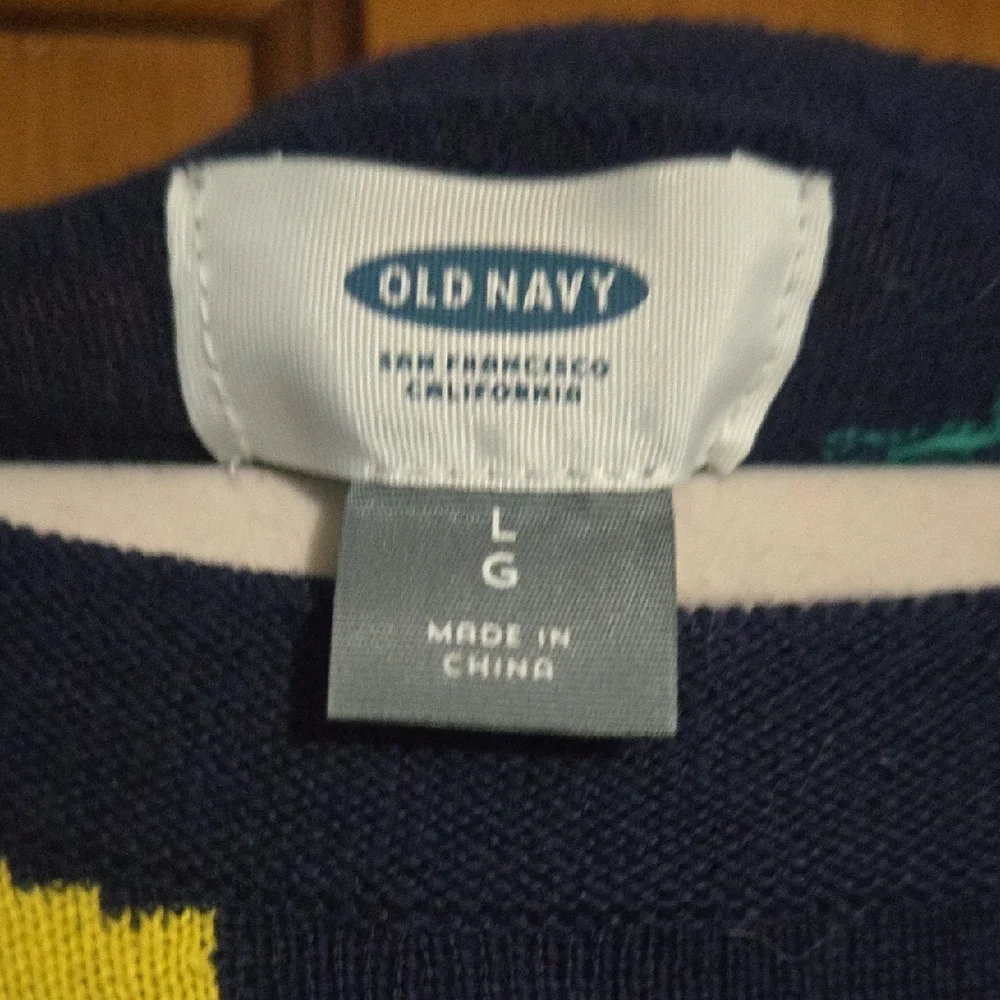 OLD NAVY
SAN FRANCISCO
CALIFORNIA
L
G
MADE IN
CHINA